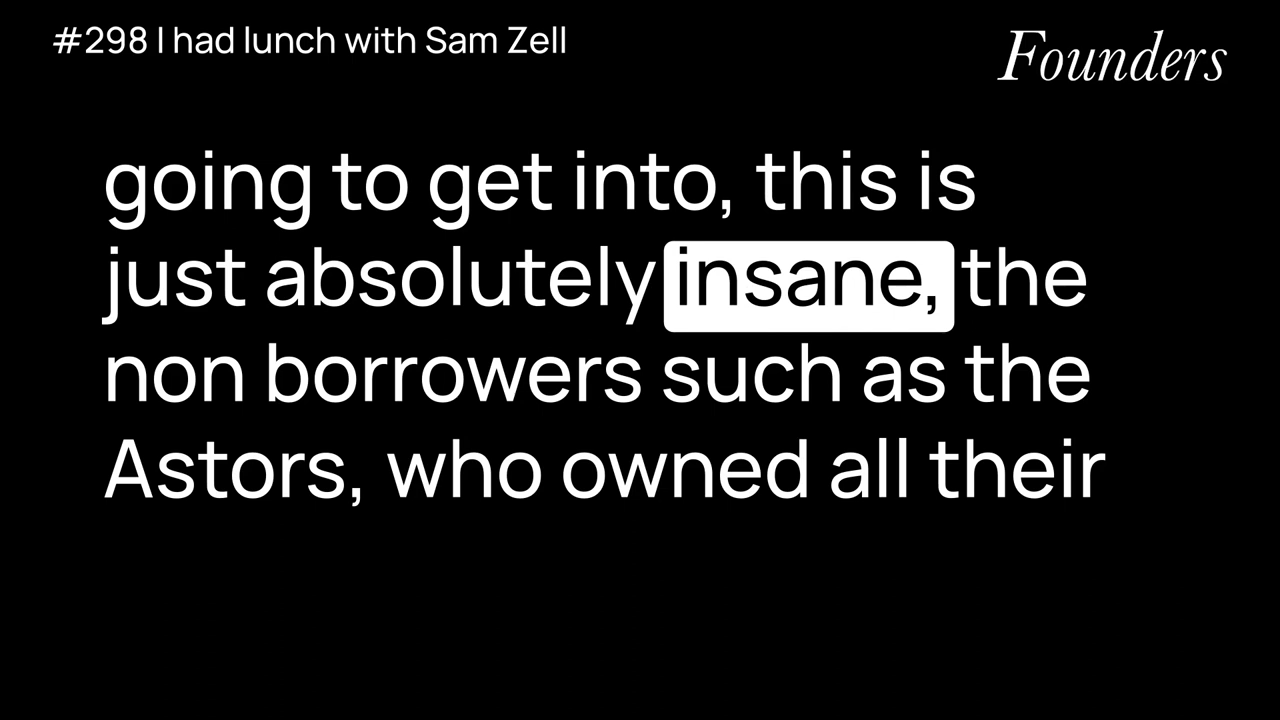 #298 I had lunch with Sam Zell
Founders
going to get into, this is
just absolutely insane, the
non borrowers such as the
Astors, who owned all their